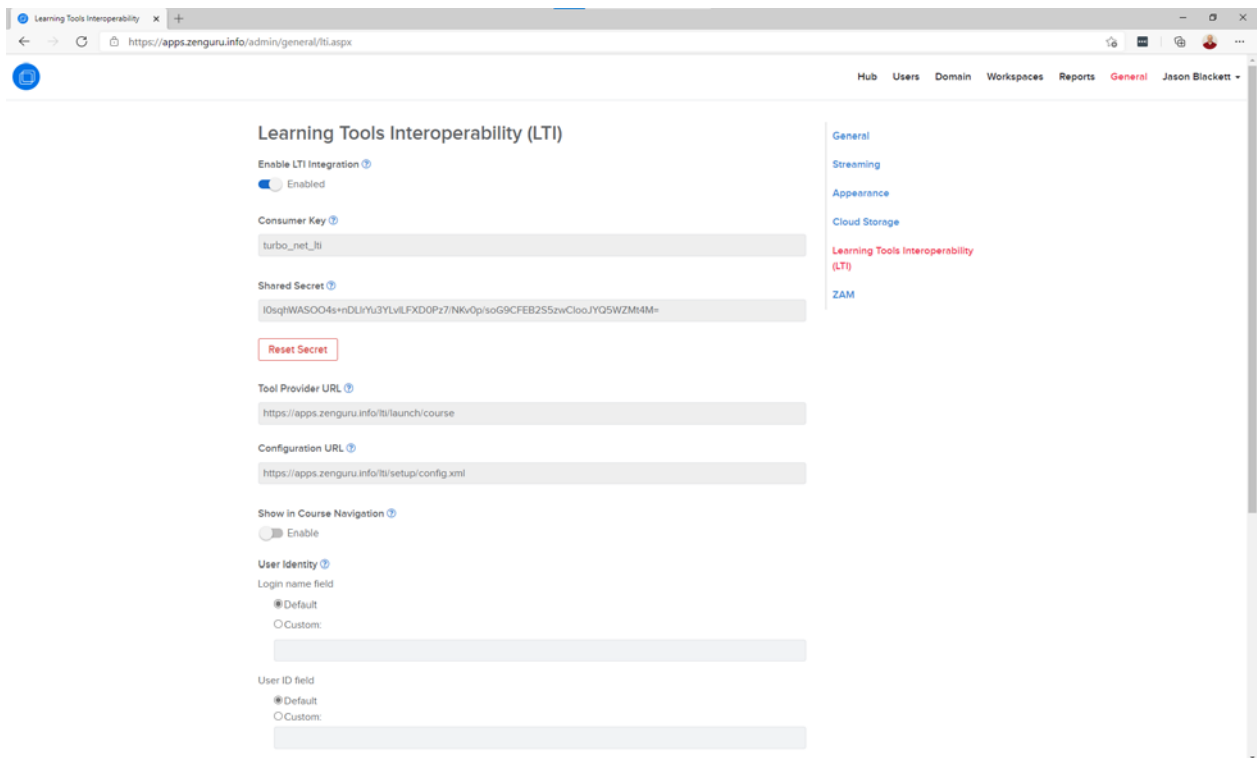 Learning Tools Interoperability
https://apps.zenguru.info/admin/general/lti.aspx
Hub Users Domain Workspaces Reports General Jason Blackett
Learning Tools Interoperability (LTI)
Enable LTI Integration
Enabled
Consumer Key
turbo_net_lti
Shared Secret
Reset Secret
Tool Provider URL
https://apps.zenguru.info/lti/launch/course
Configuration URL
https://apps.zenguru.info/lti/setup/config.xml
Show in Course Navigation
Enable
User Identity
Login name field
Default
Custom:
User ID field
Default
Custom:
General
Streaming
Appearance
Cloud Storage
Learning Tools Interoperability
(LTI)
ZAM